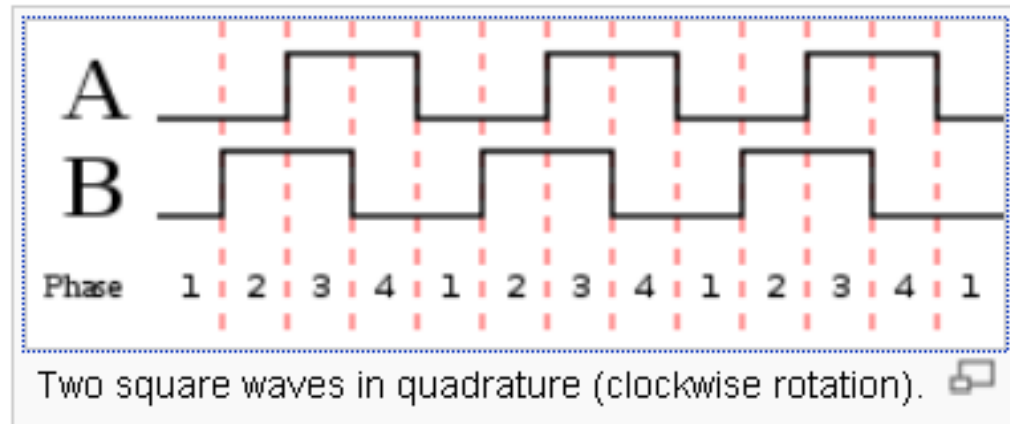 A
B
Phase 1 2 3 4 1 2 3 4 1 2 3 4 1
Two square waves in quadrature (clockwise rotation).